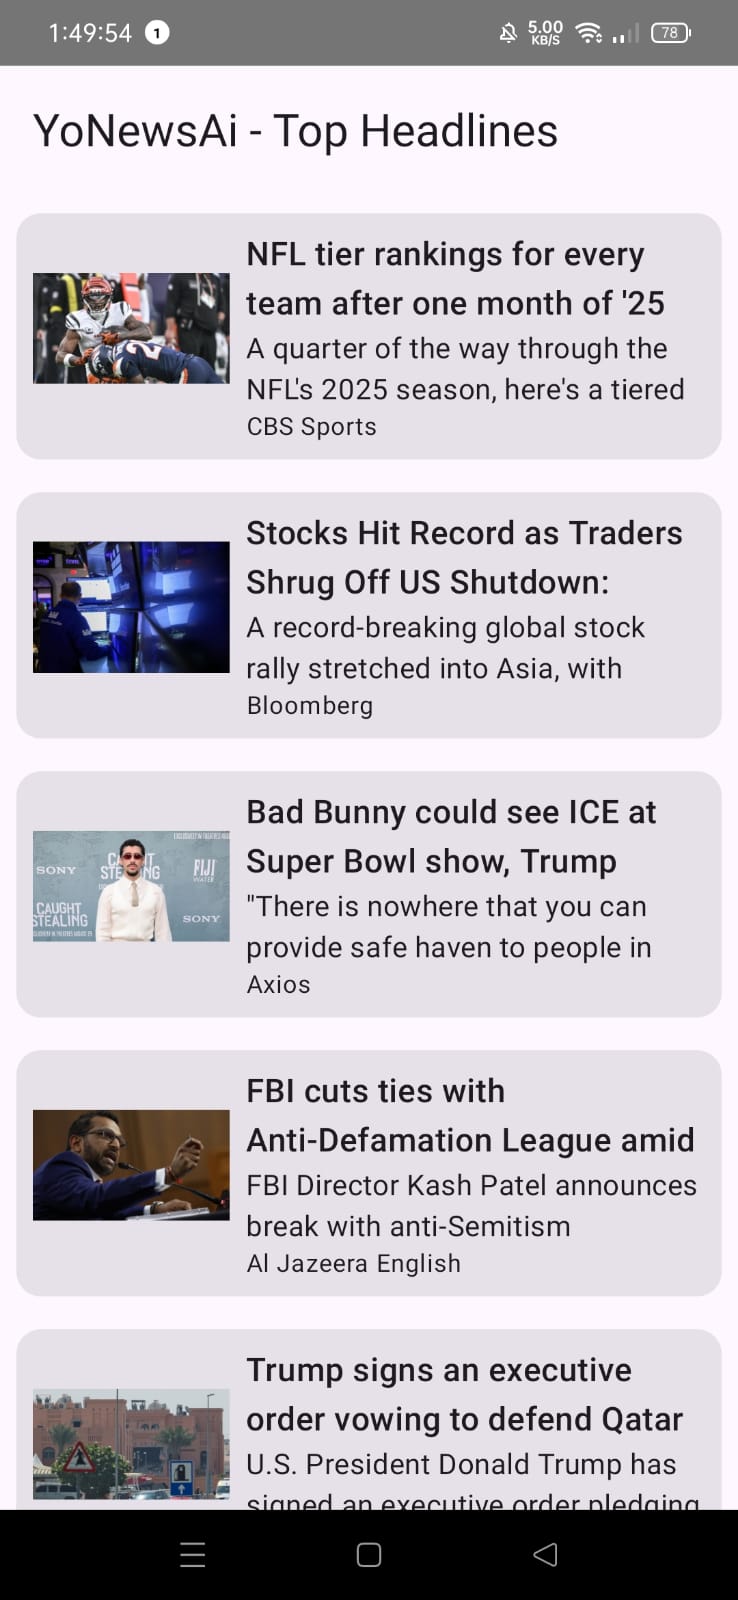 1:49:54 1 5.00 KB/S 78
YoNewsAi - Top Headlines
NFL tier rankings for every
team after one month of '25
A quarter of the way through the
NFL's 2025 season, here's a tiered
CBS Sports
Stocks Hit Record as Traders
Shrug Off US Shutdown:
A record-breaking global stock
rally stretched into Asia, with
Bloomberg
Bad Bunny could see ICE at
Super Bowl show, Trump
"There is nowhere that you can
provide safe haven to people in
Axios
SONY
FIJI
WATER
CAUGHT
STEALING
SONY
FBI cuts ties with
Anti-Defamation League amid
FBI Director Kash Patel announces
break with anti-Semitism
Al Jazeera English
Trump signs an executive
order vowing to defend Qatar
U.S. President Donald Trump has
signed an executive order pledging